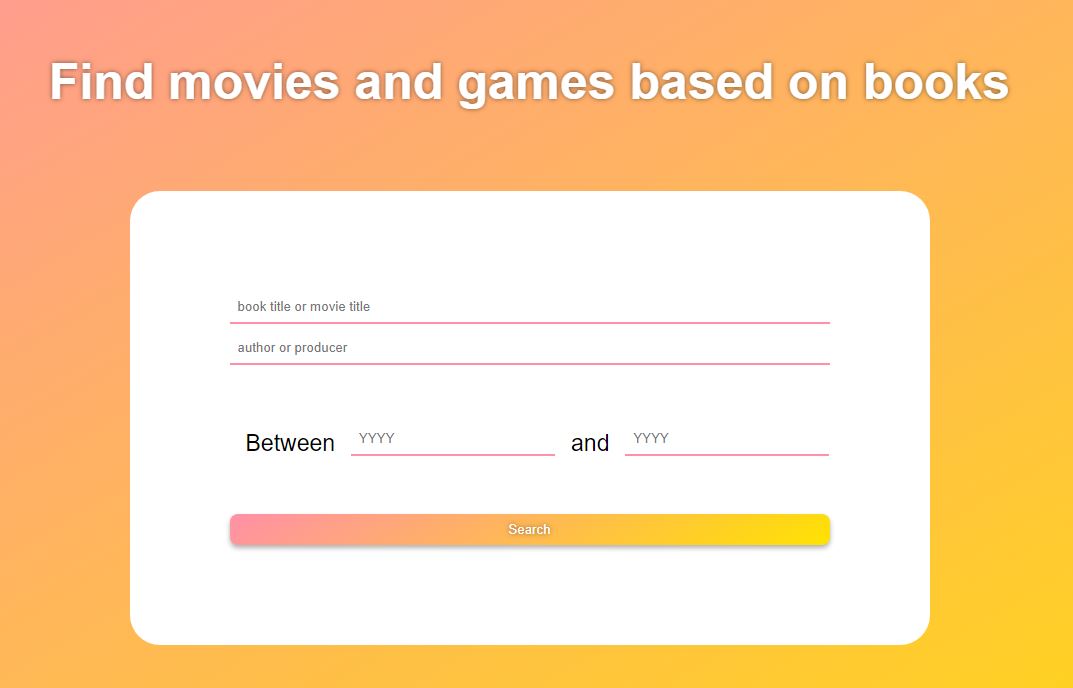 Find movies and games based on books
book title or movie title
author or producer
Between YYYY and YYYY
Search